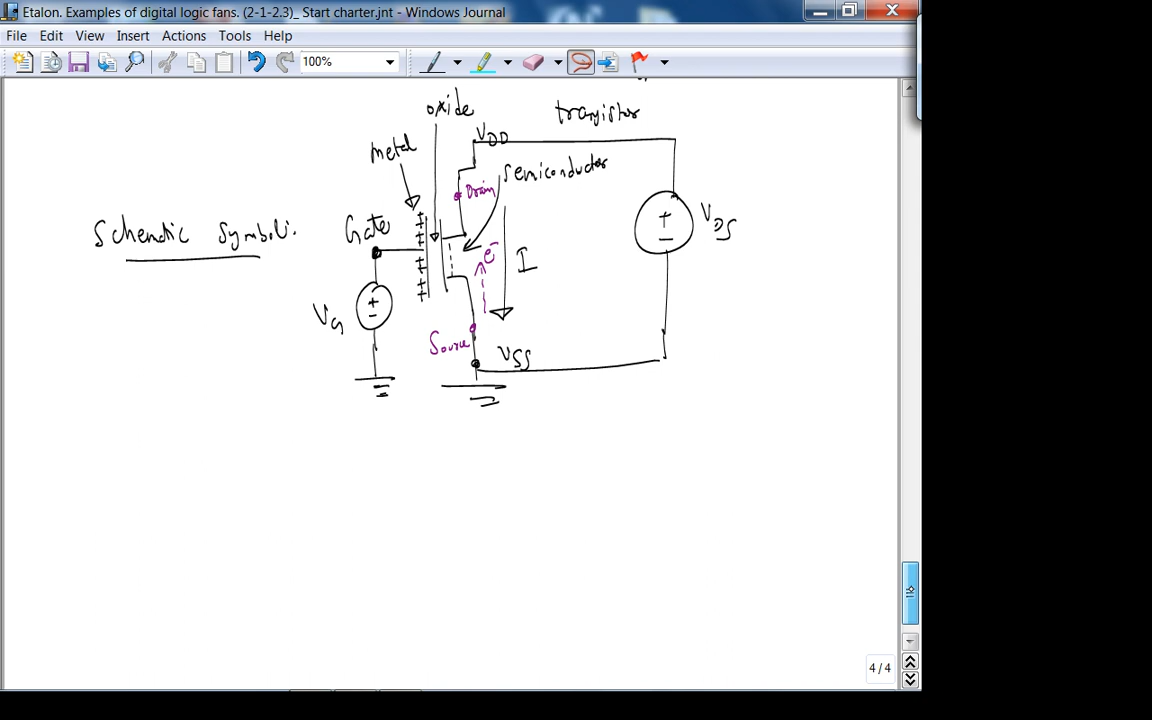 Etalon. Examples of digital logic fans. (2-1-2.3)_ Start charter.jnt - Windows Journal
File Edit View Insert Actions Tools Help
100%
oxide
tranyistor
VDD
metal
semiconductor
Drain
Gate
VDS
Schematic Symbol:
e-
I
VG
Source
VSS
4 / 4